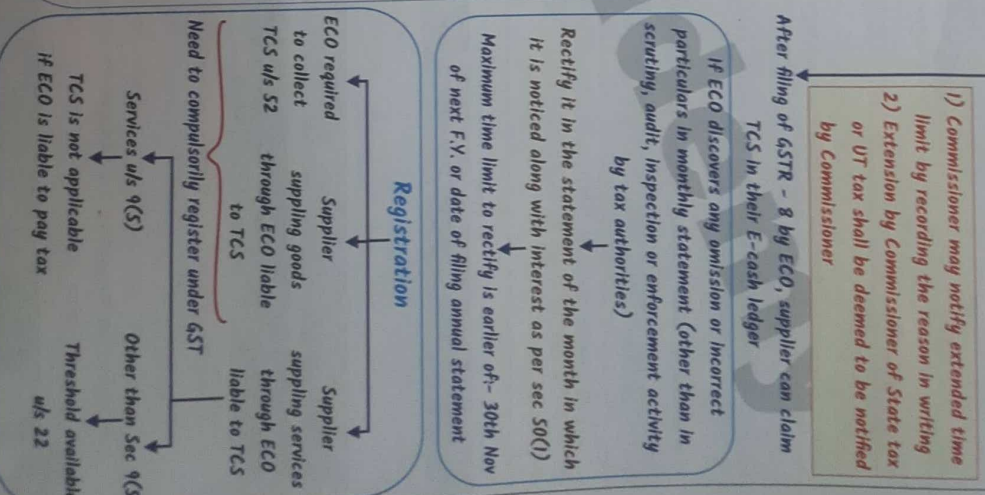 1) Commissioner may notify extended time
limit by recording the reason in writing
2) Extension by Commissioner of State tax
or UT tax shall be deemed to be notified
by Commissioner
After filing of GSTR - 8 by ECO, supplier can claim
TCS in their E-cash ledger
If ECO discovers any omission or incorrect
particulars in monthly statement (other than in
scrutiny, audit, inspection or enforcement activity
by tax authorities)
Rectify it in the statement of the month in which
it is noticed along with interest as per sec 50(1)
Maximum time limit to rectify is earlier of:- 30th Nov
of next F.Y. or date of filing annual statement
Registration
ECO required
to collect
TCS u/s 52
Supplier
suppling goods
through ECO liable
to TCS
Supplier
suppling services
through ECO
liable to TCS
Need to compulsorily register under GST
Services u/s 9(5)
TCS is not applicable
if ECO is liable to pay tax
Other than Sec 9(5
Threshold availabl
u/s 22